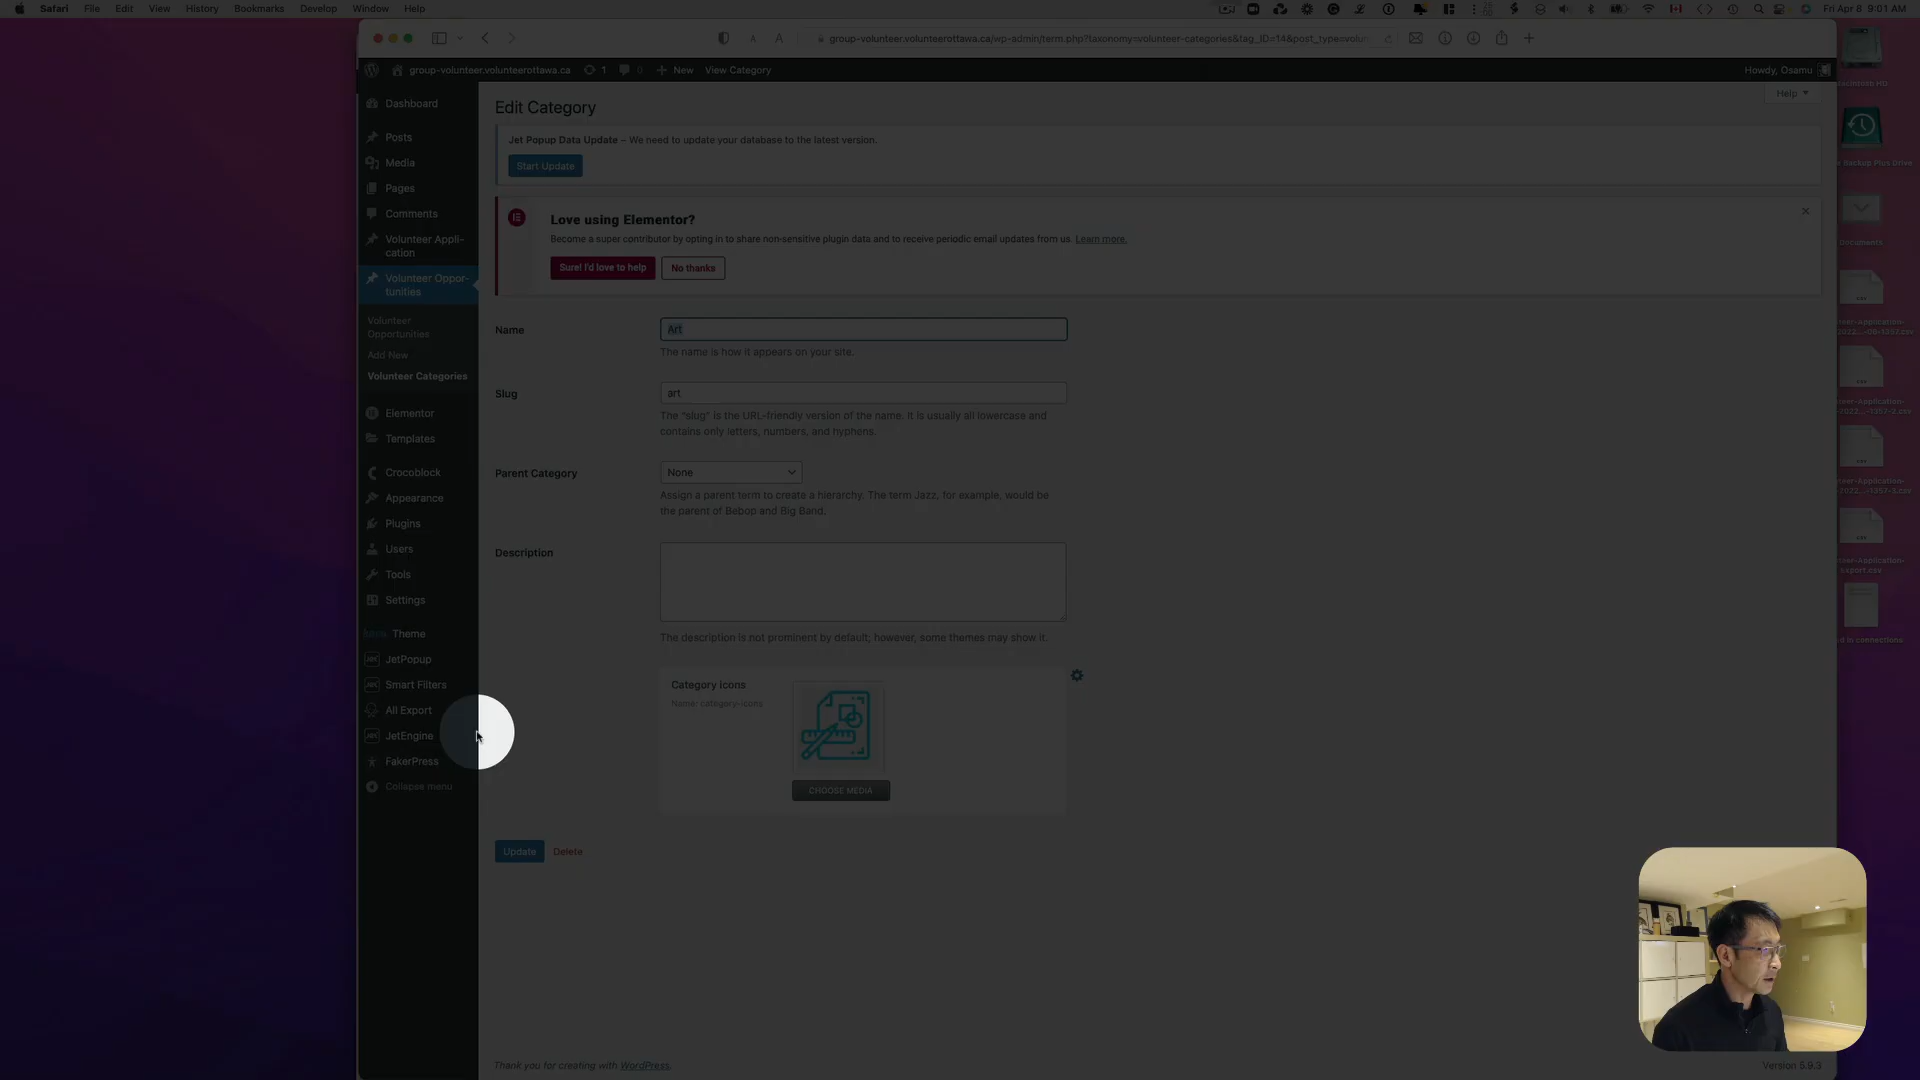 Safari File Edit View History Bookmarks Develop Window Help
Fri Apr 8 9:01 AM
group-volunteer.volunteerottawa.ca/wp-admin/term.php?taxonomy=volunteer-categories&tag_ID=14&post_type=volu
group-volunteer.volunteerottawa.ca 1 0 New View Category
Howdy, Osamu
Help
Dashboard
Posts
Media
Pages
Comments
Volunteer Appli-
cation
Volunteer Oppor-
tunities
Volunteer
Opportunities
Add New
Volunteer Categories
Elementor
Templates
Crocoblock
Appearance
Plugins
Users
Tools
Settings
Theme
JetPopup
Smart Filters
All Export
JetEngine
FakerPress
Collapse menu
Edit Category
Jet Popup Data Update – We need to update your database to the latest version.
Start Update
Love using Elementor?
Become a super contributor by opting in to share non-sensitive plugin data and to receive periodic email updates from us. Learn more.
Sure! I'd love to help
No thanks
Name
Art
The name is how it appears on your site.
Slug
art
The "slug" is the URL-friendly version of the name. It is usually all lowercase and
contains only letters, numbers, and hyphens.
Parent Category
None
Assign a parent term to create a hierarchy. The term Jazz, for example, would be
the parent of Bebop and Big Band.
Description
The description is not prominent by default; however, some themes may show it.
Category icons
Name: category-icons
CHOOSE MEDIA
Update Delete
Thank you for creating with WordPress.
Version 5.9.3
Backup Plus Drive
Documents